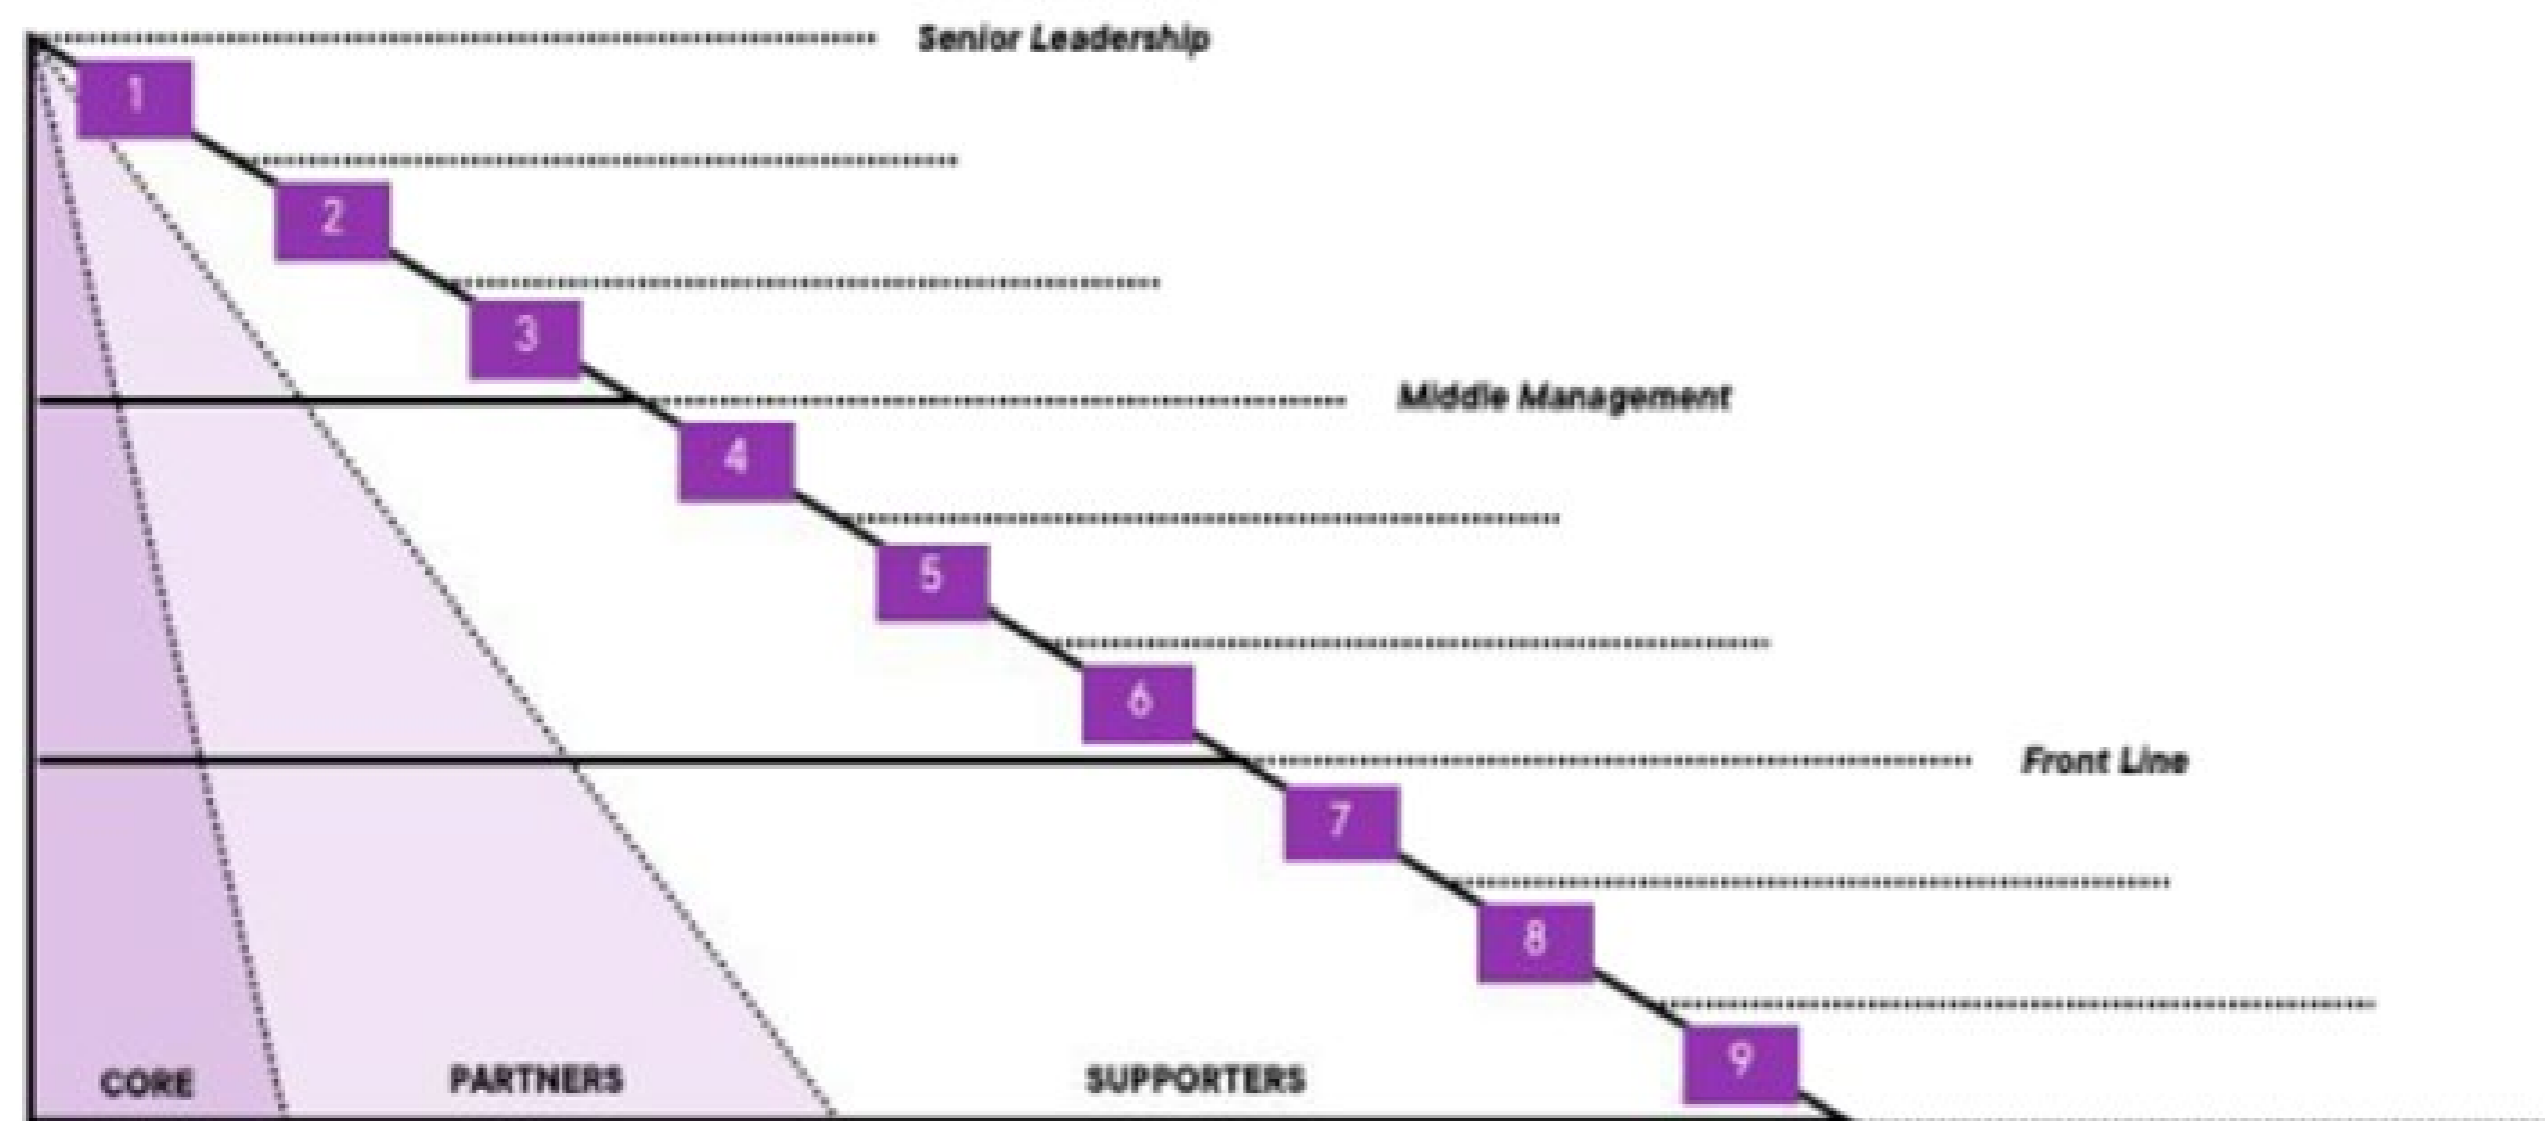 Senior Leadership
1
2
3
Middle Management
4
5
6
Front Line
7
8
9
CORE PARTNERS SUPPORTERS